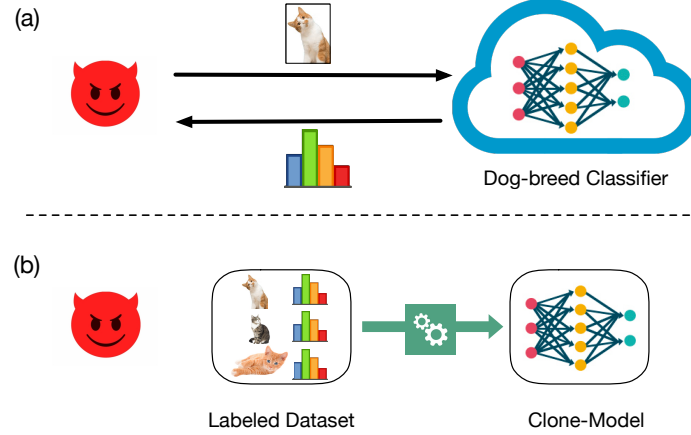 (a)
Dog-breed Classifier
(b)
Labeled Dataset
Clone-Model